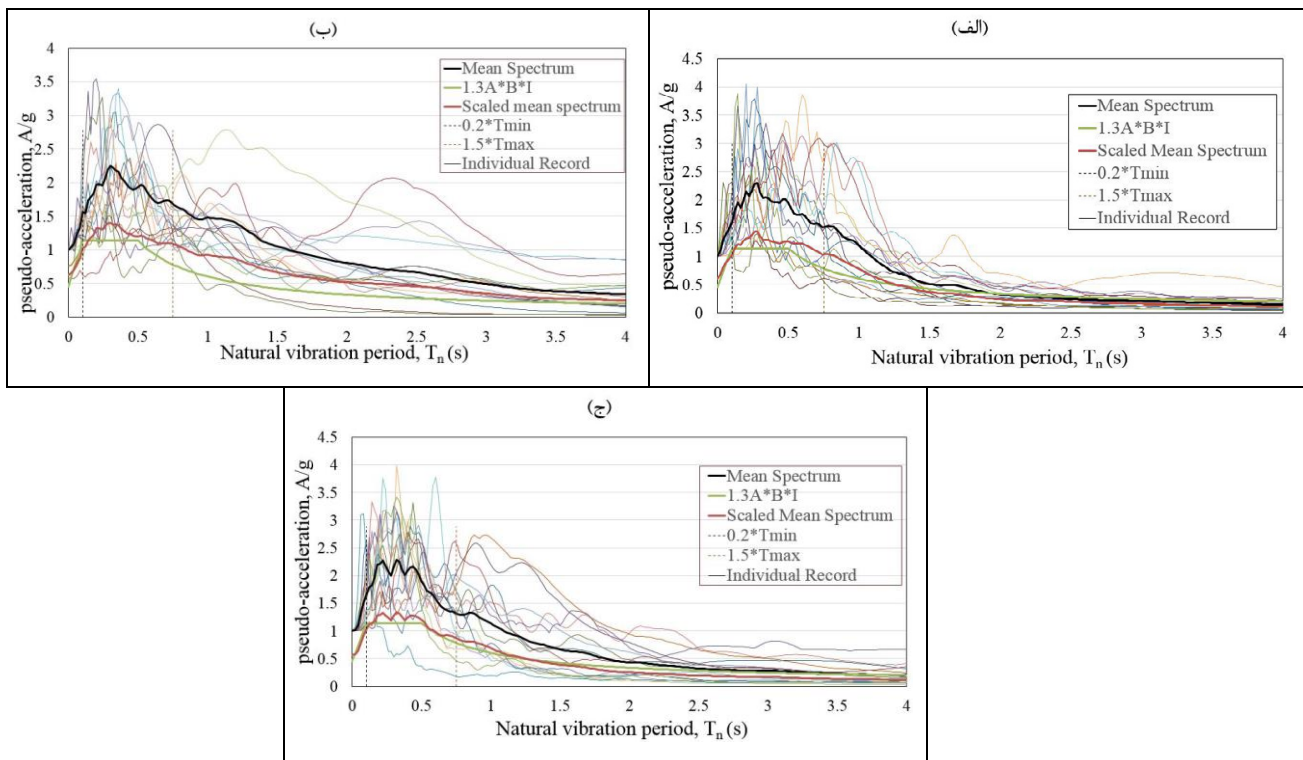 (الف)
4.5
4
3.5
3
2.5
2
1.5
1
0.5
0
pseudo-acceleration, A/g
Mean Spectrum
1.3A*B*I
Scaled Mean Spectrum
0.2*Tmin
1.5*Tmax
Individual Record
0 0.5 1 1.5 2 2.5 3 3.5 4
Natural vibration period, Tn (s)
(ب)
4
3.5
3
2.5
2
1.5
1
0.5
0
pseudo-acceleration, A/g
Mean Spectrum
1.3A*B*I
Scaled mean spectrum
0.2*Tmin
1.5*Tmax
Individual Record
0 0.5 1 1.5 2 2.5 3 3.5 4
Natural vibration period, Tn (s)
(ج)
4.5
4
3.5
3
2.5
2
1.5
1
0.5
0
pseudo-acceleration, A/g
Mean Spectrum
1.3A*B*I
Scaled Mean Spectrum
0.2*Tmin
1.5*Tmax
Individual Record
0 0.5 1 1.5 2 2.5 3 3.5 4
Natural vibration period, Tn (s)